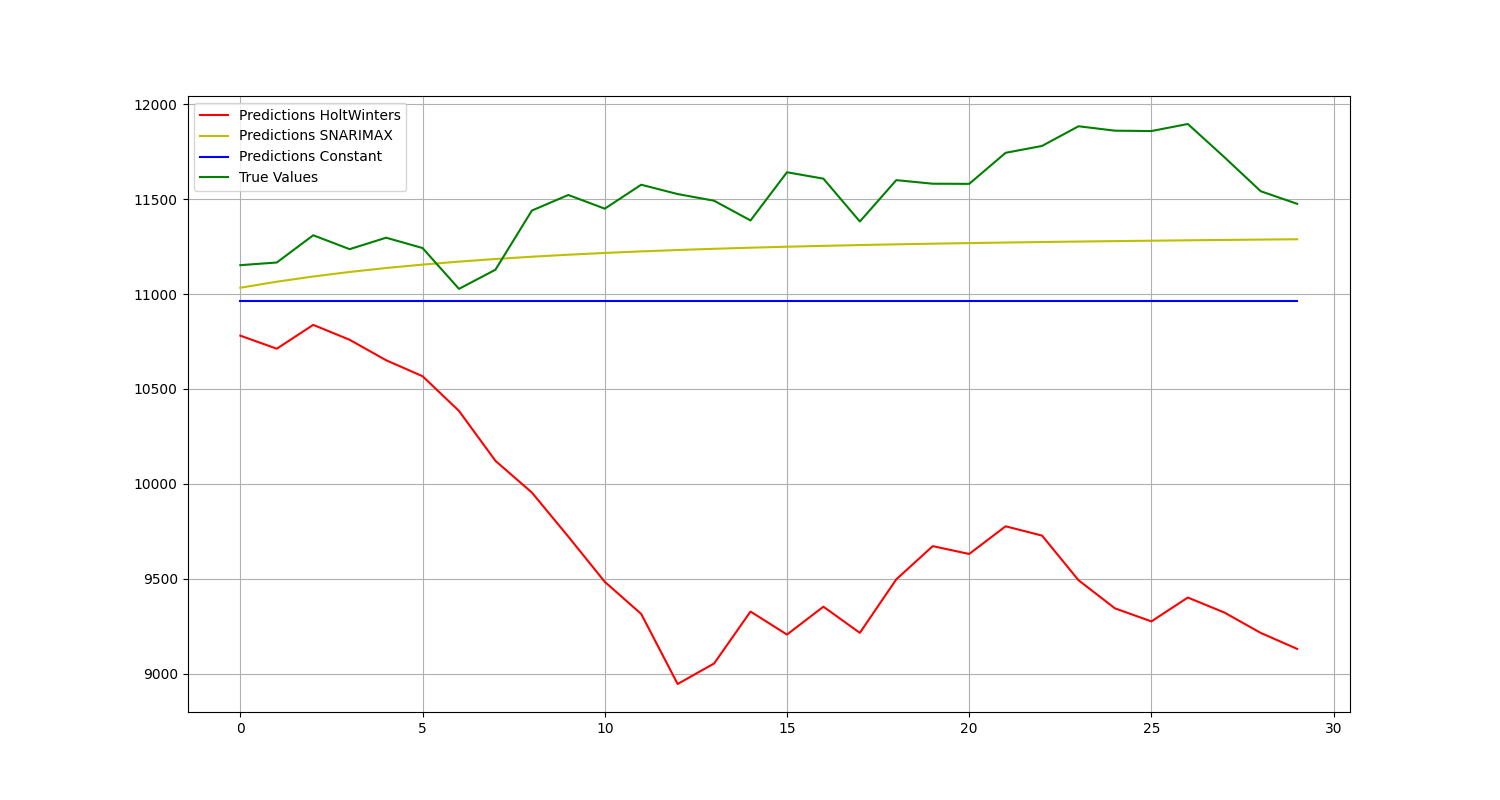 12000
11500
11000
10500
10000
9500
9000
Predictions HoltWinters
Predictions SNARIMAX
Predictions Constant
True Values
0 5 10 15 20 25 30